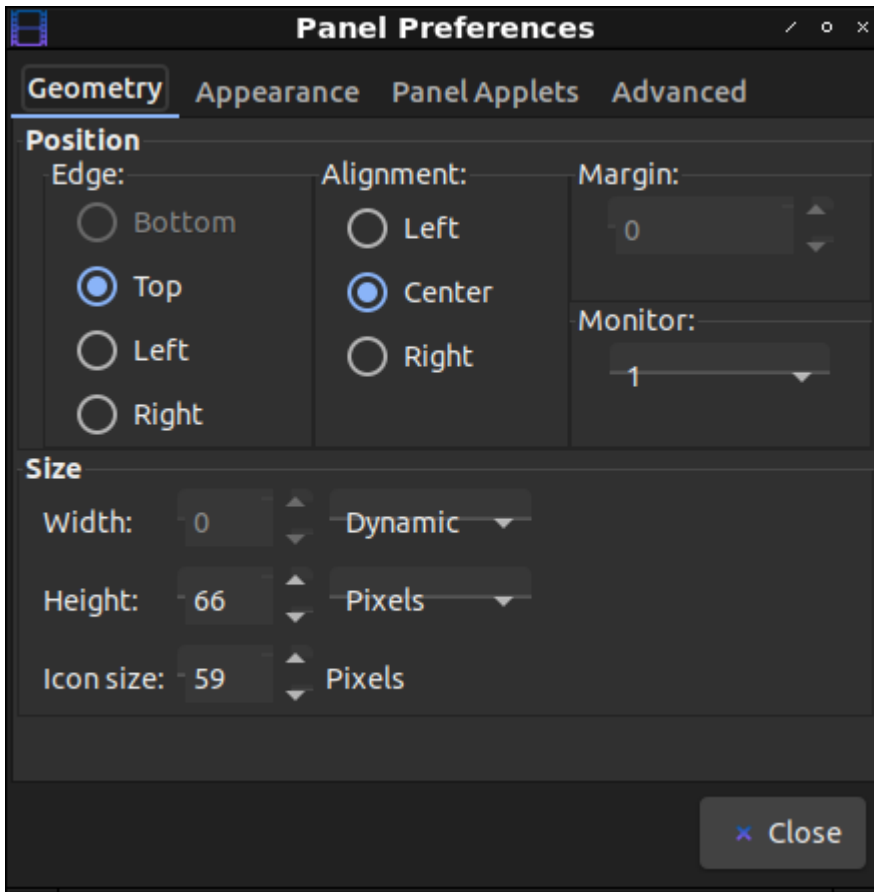 Panel Preferences
Geometry Appearance Panel Applets Advanced
Position
Edge: Alignment: Margin:
Bottom Left 0
Top Center
Monitor:
Left Right 1
Right
Size
Width: 0 Dynamic
Height: 66 Pixels
Icon size: 59 Pixels
Close